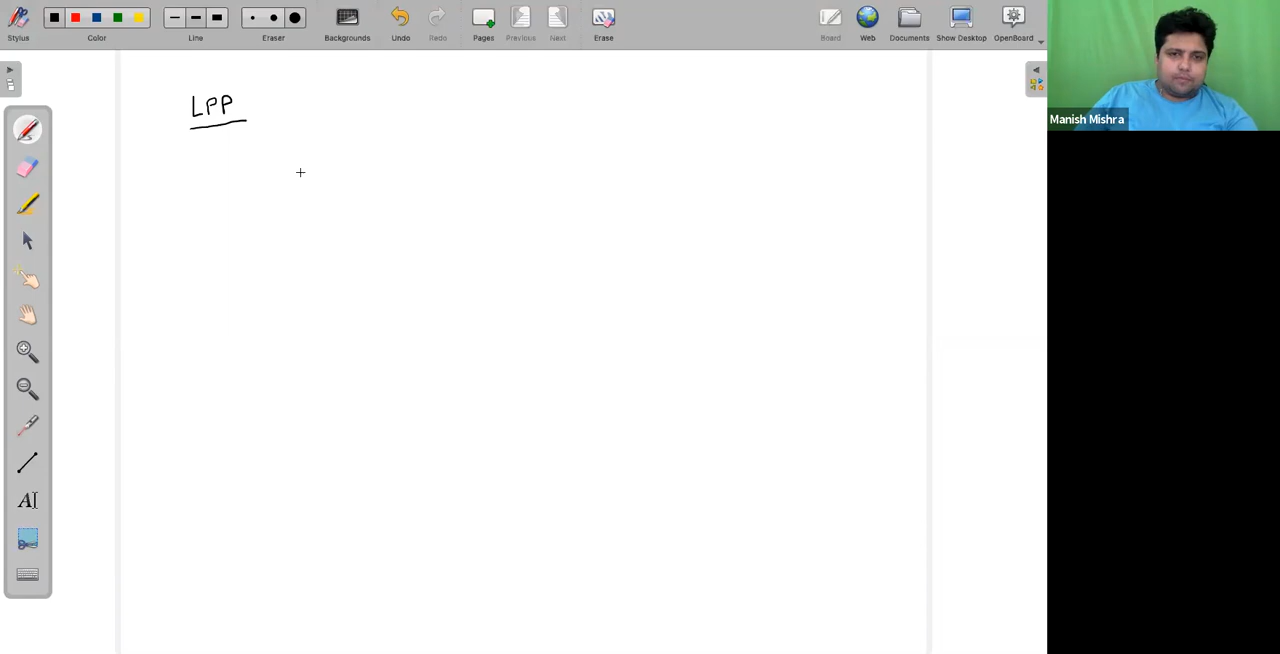 Stylus Color Line Eraser Backgrounds Undo Redo Pages Previous Next Erase Board Web Documents Show Desktop OpenBoard
LPP
Manish Mishra